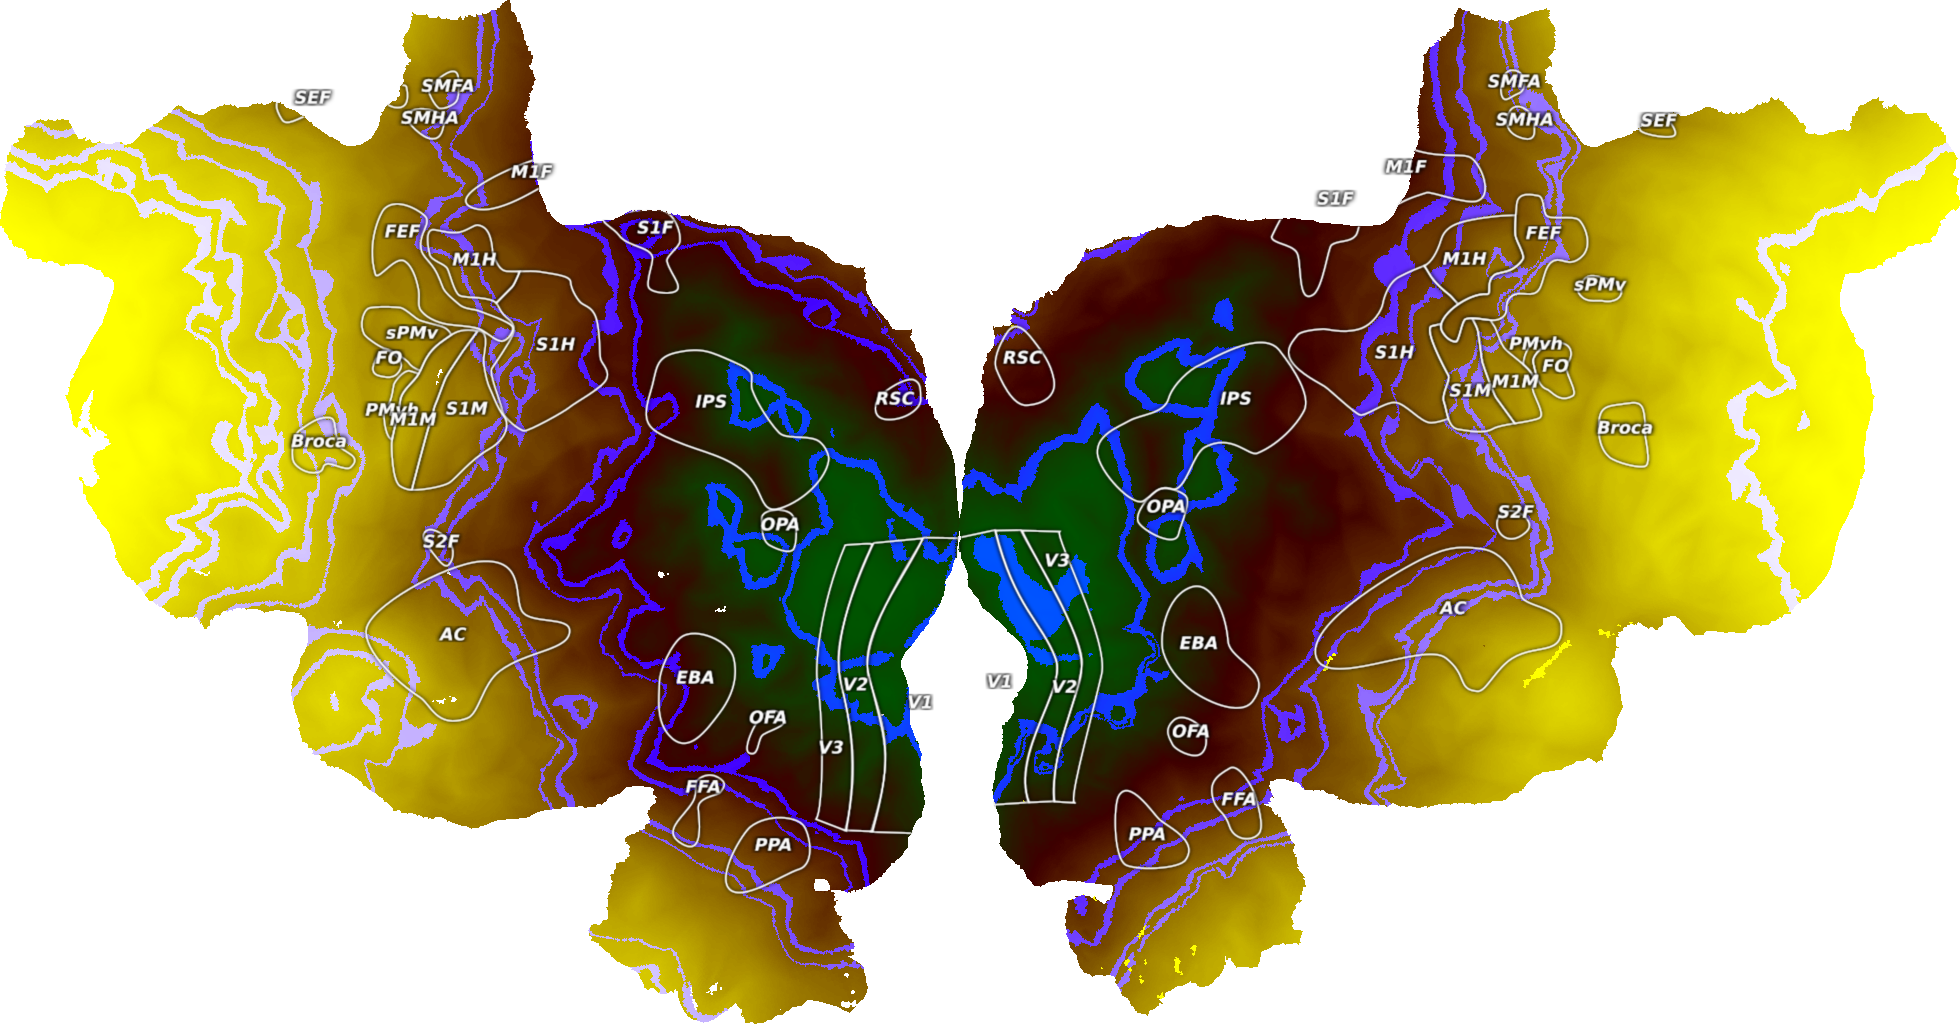 SMFA
SEF
SMHA
M1F
FEF
S1F
M1H
sPMv
S1H
FO
IPS
RSC
PMvh
M1M
S1M
Broca
OPA
S2F
AC
EBA
V2
V1
OFA
V3
FFA
PPA
SMFA
SMHA
SEF
M1F
S1F
FEF
M1H
sPMv
RSC
S1H
PMvh
FO
M1M
S1M
IPS
Broca
OPA
S2F
V3
AC
EBA
V1
V2
OFA
FFA
PPA